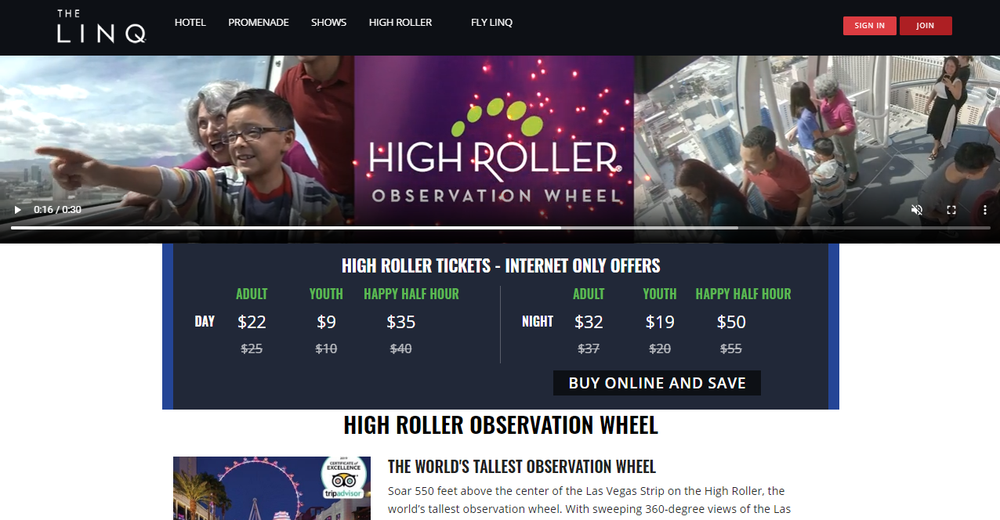 THE
LINQ
HOTEL PROMENADE SHOWS HIGH ROLLER FLY LINQ
SIGN IN JOIN
HIGH ROLLER®
OBSERVATION WHEEL
0:16 / 0:30
HIGH ROLLER TICKETS - INTERNET ONLY OFFERS
ADULT YOUTH HAPPY HALF HOUR
DAY $22 $9 $35
$25 $10 $40
ADULT YOUTH HAPPY HALF HOUR
NIGHT $32 $19 $50
$37 $20 $55
BUY ONLINE AND SAVE
HIGH ROLLER OBSERVATION WHEEL
2019
CERTIFICATE of
EXCELLENCE
tripadvisor
THE WORLD'S TALLEST OBSERVATION WHEEL
Soar 550 feet above the center of the Las Vegas Strip on the High Roller, the
world's tallest observation wheel. With sweeping 360-degree views of the Las